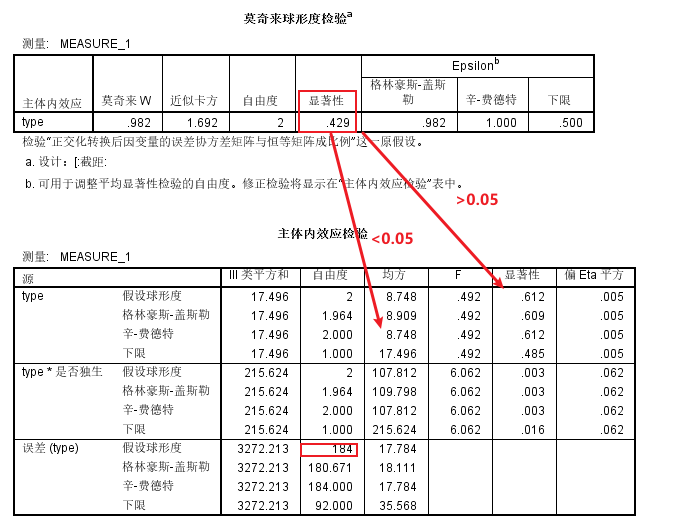 莫奇来球形度检验a
测量: MEASURE_1
Epsilonb
主体内效应 莫奇来 W 近似卡方 自由度 显著性 格林豪斯-盖斯勒 辛-费德特 下限
type .982 1.692 2 .429 .982 1.000 .500
检验“正交化转换后因变量的误差协方差矩阵与恒等矩阵成比例”这一原假设。
a. 设计：[:截距:
b. 可用于调整平均显著性检验的自由度。修正检验将显示在“主体内效应检验”表中。
>0.05
主体内效应检验
<0.05
测量: MEASURE_1
源 III 类平方和 自由度 均方 F 显著性 偏 Eta 平方
type 假设球形度 17.496 2 8.748 .492 .612 .005
格林豪斯-盖斯勒 17.496 1.964 8.909 .492 .609 .005
辛-费德特 17.496 2.000 8.748 .492 .612 .005
下限 17.496 1.000 17.496 .492 .485 .005
type * 是否独生 假设球形度 215.624 2 107.812 6.062 .003 .062
格林豪斯-盖斯勒 215.624 1.964 109.798 6.062 .003 .062
辛-费德特 215.624 2.000 107.812 6.062 .003 .062
下限 215.624 1.000 215.624 6.062 .016 .062
误差 (type) 假设球形度 3272.213 184 17.784
格林豪斯-盖斯勒 3272.213 180.671 18.111
辛-费德特 3272.213 184.000 17.784
下限 3272.213 92.000 35.568